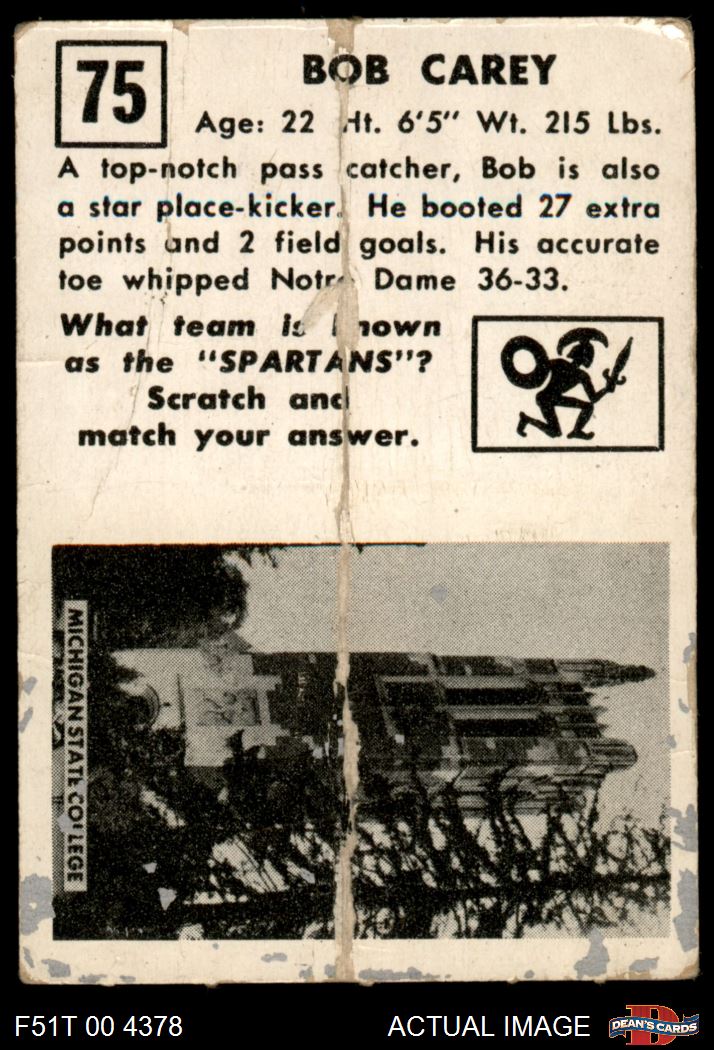 75
BOB CAREY
Age: 22 Ht. 6'5" Wt. 215 Lbs.
A top-notch pass catcher, Bob is also
a star place-kicker. He booted 27 extra
points and 2 field goals. His accurate
toe whipped Notre Dame 36-33.
What team is known
as the "SPARTANS"?
Scratch and
match your answer.
MICHIGAN STATE COLLEGE
F51T 00 4378
ACTUAL IMAGE
DEAN'S CARDS